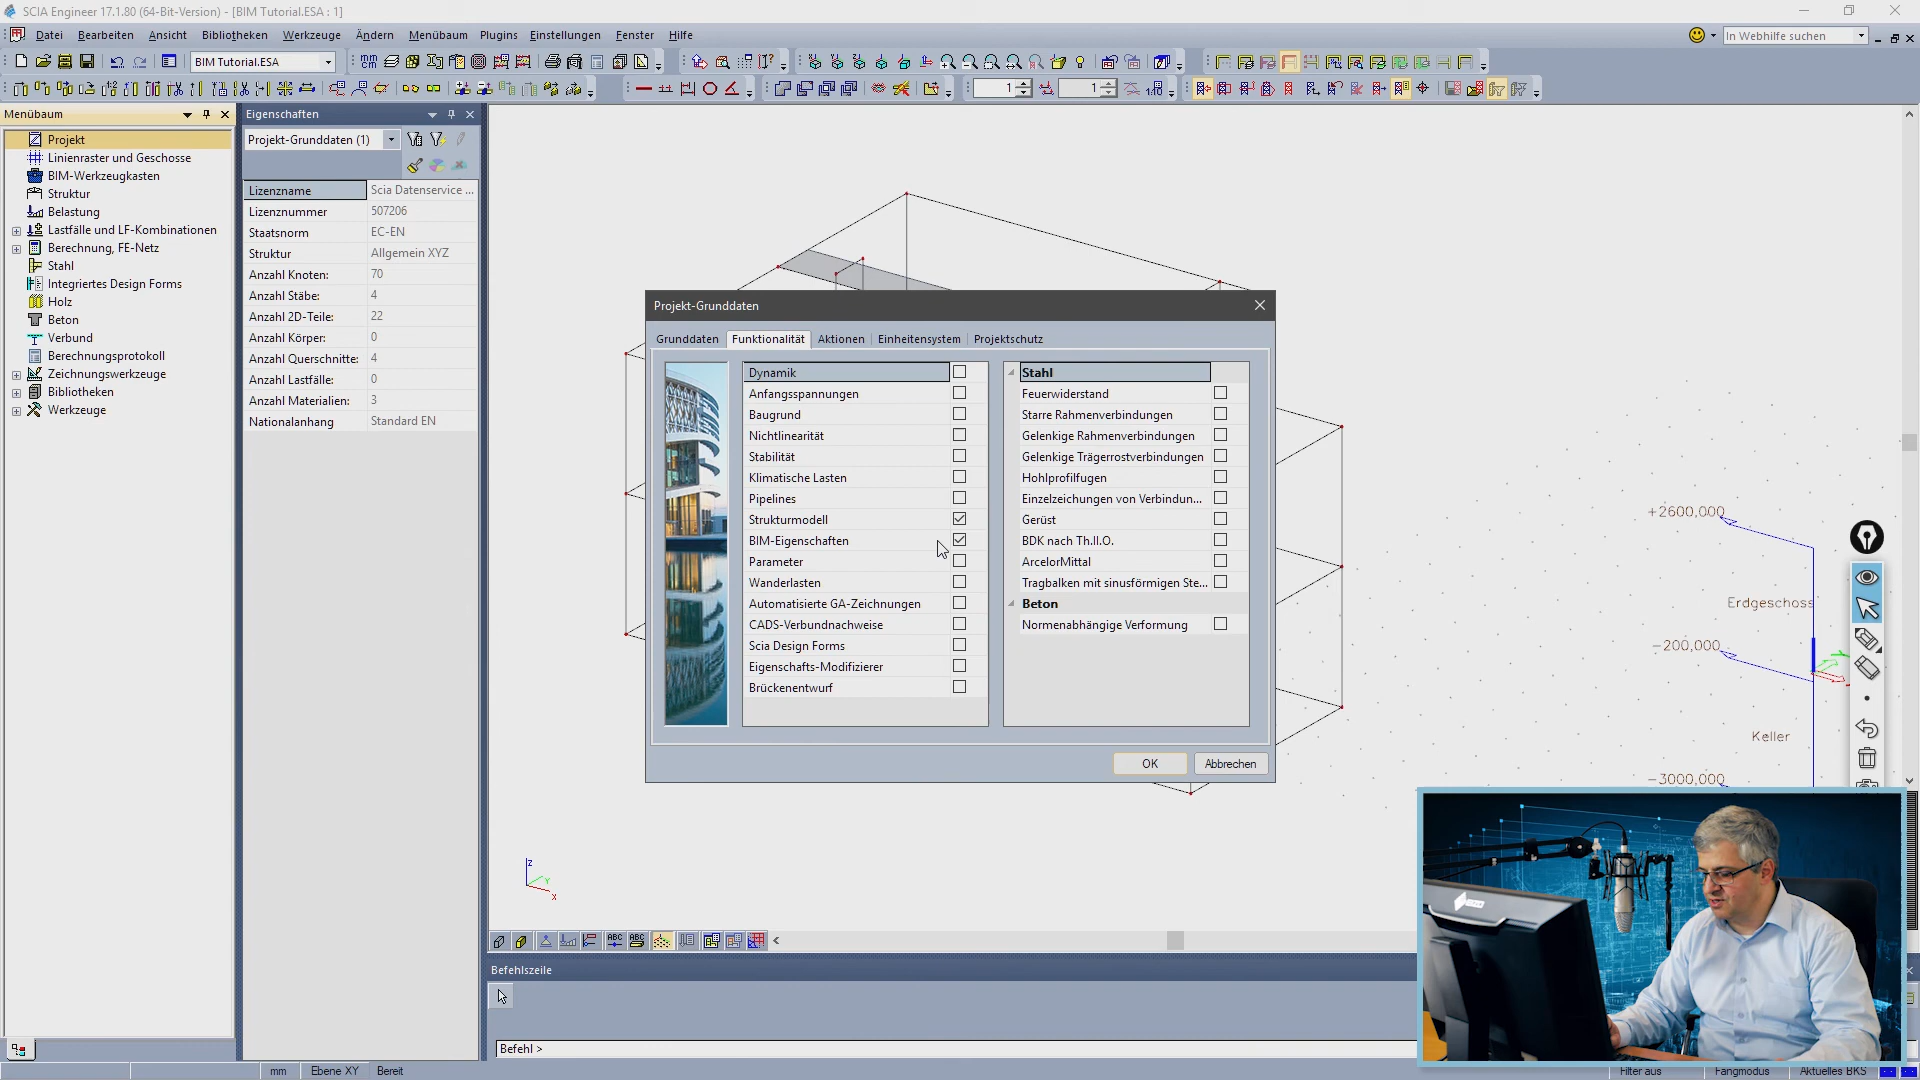 SCIA Engineer 17.1.80 (64-Bit-Version) - [BIM Tutorial.ESA : 1]
Datei Bearbeiten Ansicht Bibliotheken Werkzeuge Ändern Menübaum Plugins Einstellungen Fenster Hilfe
In Webhilfe suchen
BIM Tutorial.ESA
1
1
Menübaum
Projekt
Linienraster und Geschosse
BIM-Werkzeugkasten
Struktur
Belastung
Lastfälle und LF-Kombinationen
Berechnung, FE-Netz
Stahl
Integriertes Design Forms
Holz
Beton
Verbund
Berechnungsprotokoll
Zeichnungswerkzeuge
Bibliotheken
Werkzeuge
Eigenschaften
Projekt-Grunddaten (1)
Lizenzname Scia Datenservice ...
Lizenznummer 507206
Staatsnorm EC-EN
Struktur Allgemein XYZ
Anzahl Knoten: 70
Anzahl Stäbe: 4
Anzahl 2D-Teile: 22
Anzahl Körper: 0
Anzahl Querschnitte: 4
Anzahl Lastfälle: 0
Anzahl Materialien: 3
Nationalanhang Standard EN
Projekt-Grunddaten
Grunddaten Funktionalität Aktionen Einheitensystem Projektschutz
Dynamik
Anfangsspannungen
Baugrund
Nichtlinearität
Stabilität
Klimatische Lasten
Pipelines
Strukturmodell
BIM-Eigenschaften
Parameter
Wanderlasten
Automatisierte GA-Zeichnungen
CADS-Verbundnachweise
Scia Design Forms
Eigenschafts-Modifizierer
Brückenentwurf
Stahl
Feuerwiderstand
Starre Rahmenverbindungen
Gelenkige Rahmenverbindungen
Gelenkige Trägerrostverbindungen
Hohlprofilfugen
Einzelzeichungen von Verbindun...
Gerüst
BDK nach Th.II.O.
ArcelorMittal
Tragbalken mit sinusförmigen Ste...
Beton
Normenabhängige Verformung
OK Abbrechen
+2600,000
Erdgeschoss
-200,000
Keller
-3000,000
z
Y
x
Befehlszeile
Befehl >
mm Ebene XY Bereit Filter aus Fangmodus Aktuelles BKS